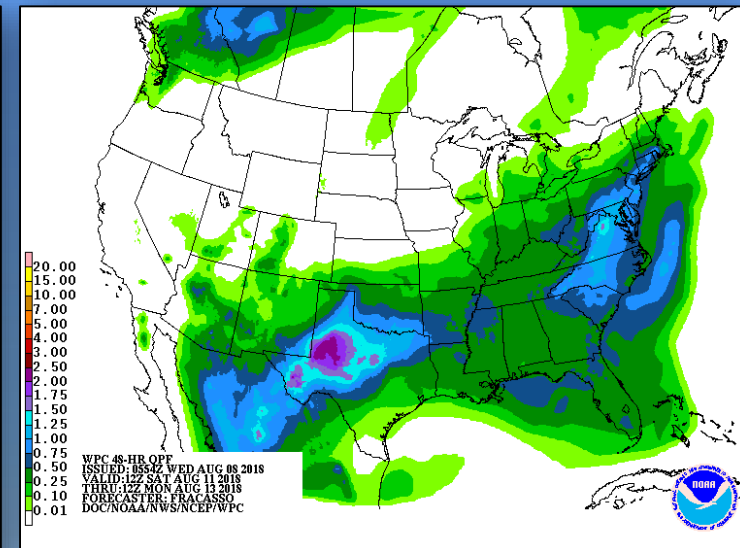 20.00
15.00
10.00
7.00
5.00
4.00
3.00
2.50
2.00
1.75
1.50
1.25
1.00
0.75
0.50
0.25
0.10
0.01
WPC 48-HR QPF
ISSUED: 0554Z WED AUG 08 2018
VALID:12Z SAT AUG 11 2018
THRU:12Z MON AUG 13 2018
FORECASTER: FRACASSO
DOC/NOAA/NWS/NCEP/WPC
NOAA